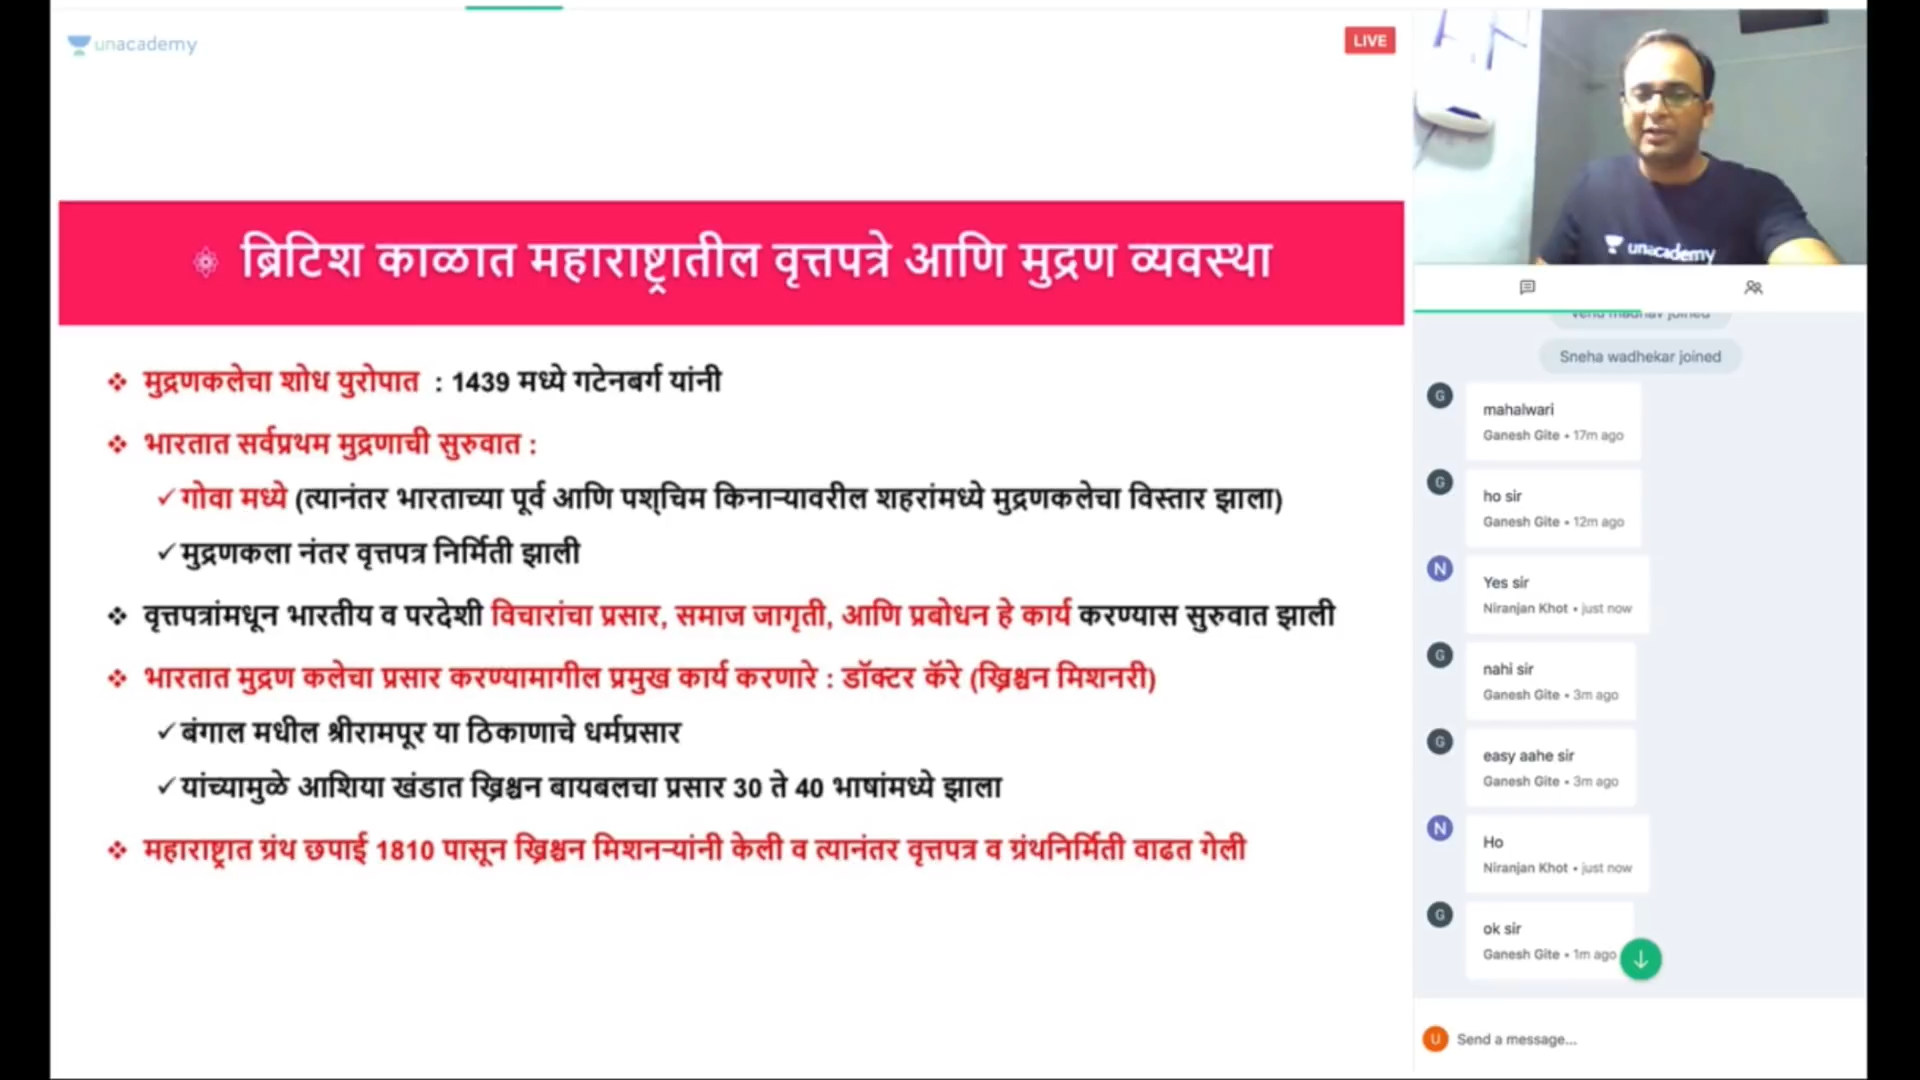 unacademy
LIVE
ब्रिटिश काळात महाराष्ट्रातील वृत्तपत्रे आणि मुद्रण व्यवस्था
मुद्रणकलेचा शोध युरोपात : 1439 मध्ये गटेनबर्ग यांनी
भारतात सर्वप्रथम मुद्रणाची सुरुवात :
गोवा मध्ये (त्यानंतर भारताच्या पूर्व आणि पश्चिम किनाऱ्यावरील शहरांमध्ये मुद्रणकलेचा विस्तार झाला)
मुद्रणकला नंतर वृत्तपत्र निर्मिती झाली
वृत्तपत्रांमधून भारतीय व परदेशी विचारांचा प्रसार, समाज जागृती, आणि प्रबोधन हे कार्य करण्यास सुरुवात झाली
भारतात मुद्रण कलेचा प्रसार करण्यामागील प्रमुख कार्य करणारे : डॉक्टर कॅरे (ख्रिश्चन मिशनरी)
बंगाल मधील श्रीरामपूर या ठिकाणाचे धर्मप्रसार
यांच्यामुळे आशिया खंडात ख्रिश्चन बायबलचा प्रसार 30 ते 40 भाषांमध्ये झाला
महाराष्ट्रात ग्रंथ छपाई 1810 पासून ख्रिश्चन मिशनऱ्यांनी केली व त्यानंतर वृत्तपत्र व ग्रंथनिर्मिती वाढत गेली
unacademy
joined
Sneha wadhekar joined
G
mahalwari
Ganesh Gite • 17m ago
G
ho sir
Ganesh Gite • 12m ago
N
Yes sir
Niranjan Khot • just now
G
nahi sir
Ganesh Gite • 3m ago
G
easy aahe sir
Ganesh Gite • 3m ago
N
Ho
Niranjan Khot • just now
G
ok sir
Ganesh Gite • 1m ago
U
Send a message...